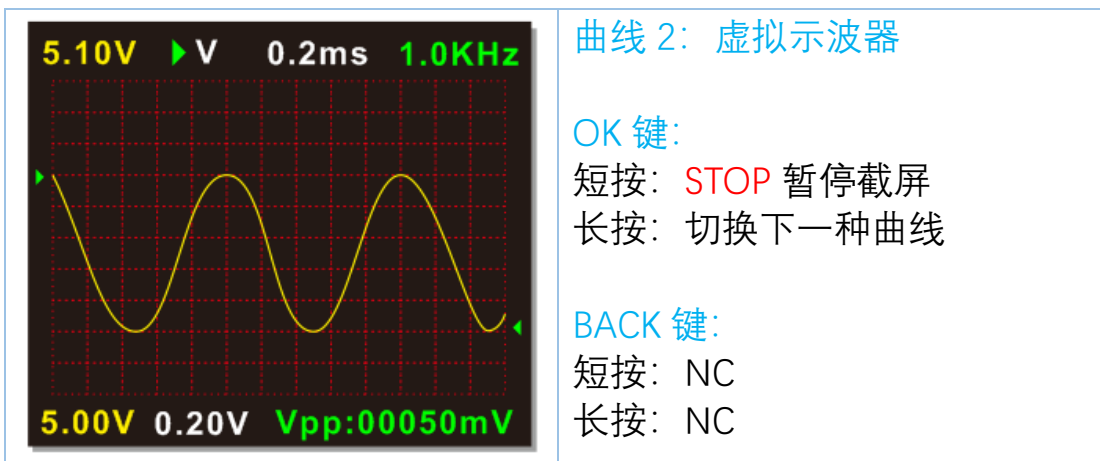 5.10V ▶V 0.2ms 1.0KHz
5.00V 0.20V Vpp:00050mV
曲线 2：虚拟示波器
OK 键：
短按：STOP 暂停截屏
长按：切换下一种曲线
BACK 键：
短按：NC
长按：NC